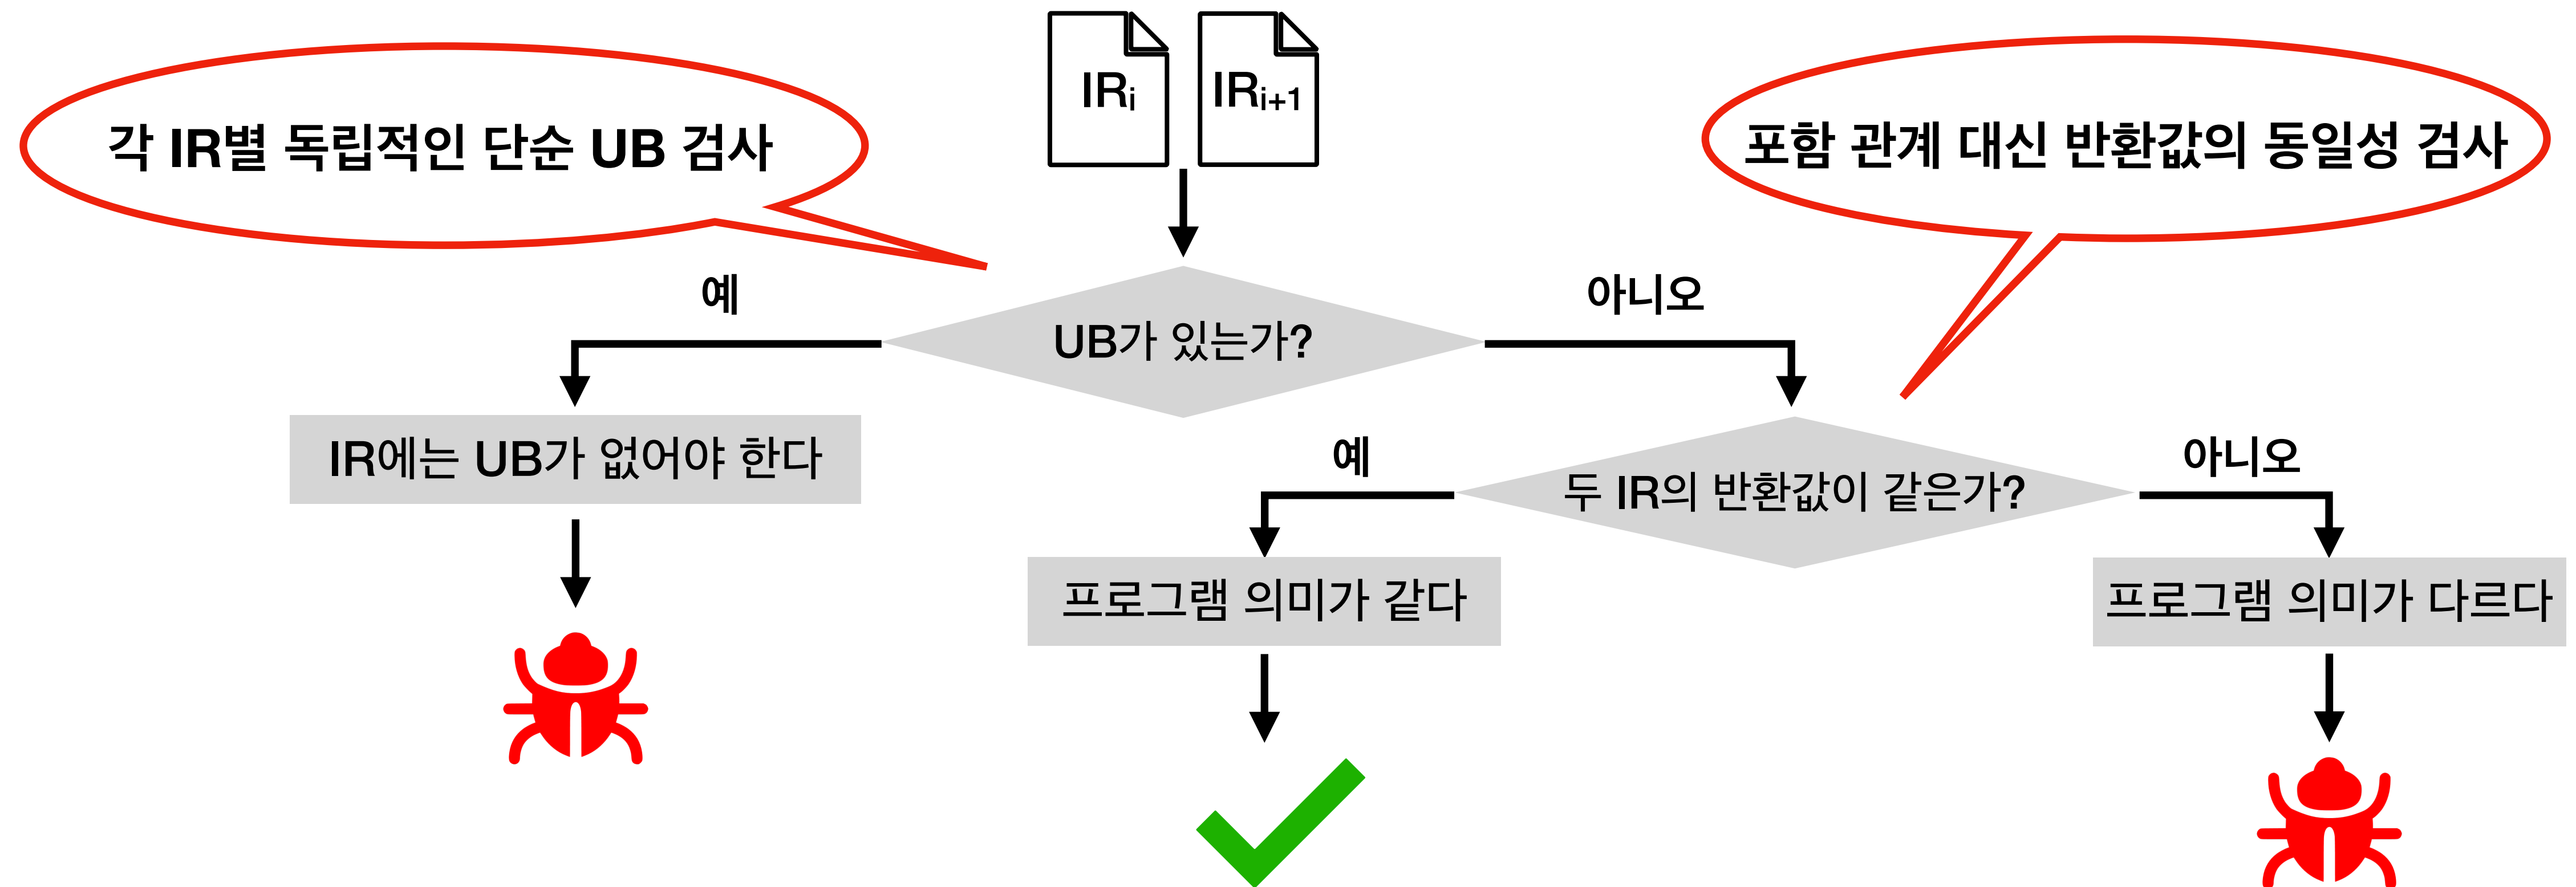 IRi
IRi+1
각 IR별 독립적인 단순 UB 검사
포함 관계 대신 반환값의 동일성 검사
예
아니오
UB가 있는가?
IR에는 UB가 없어야 한다
예
아니오
두 IR의 반환값이 같은가?
프로그램 의미가 같다
프로그램 의미가 다르다